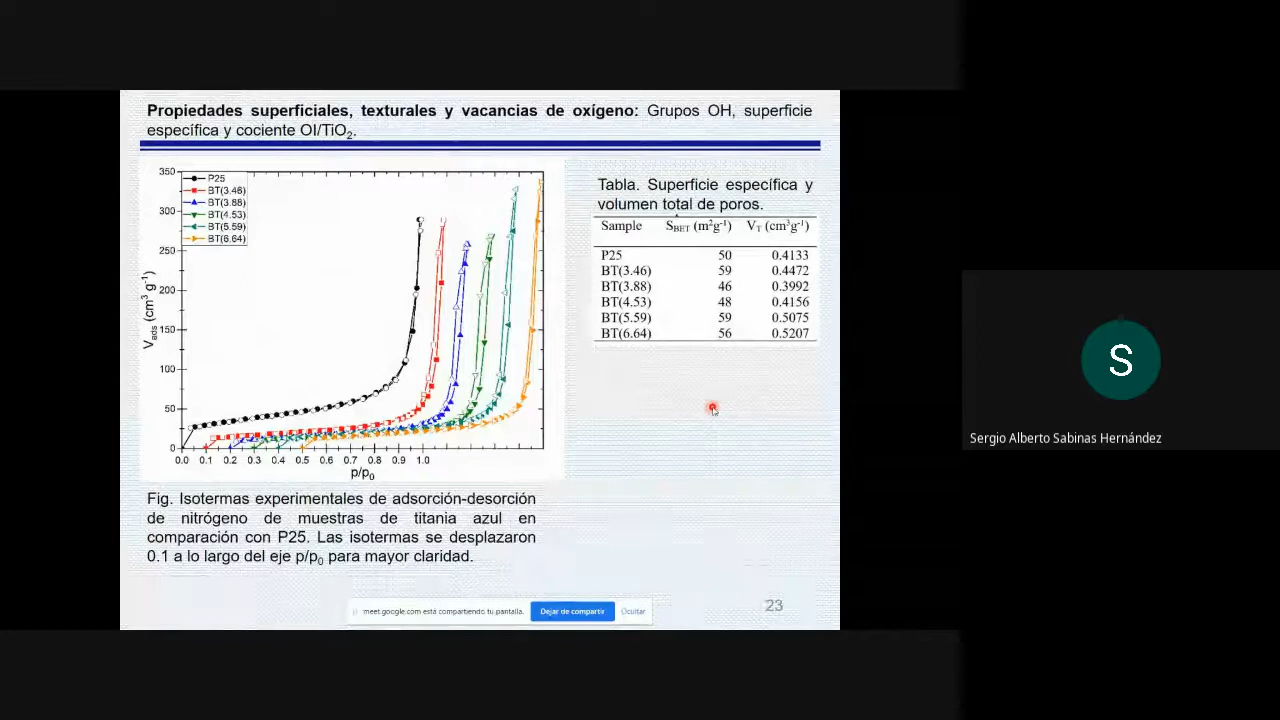 Propiedades superficiales, texturales y vacancias de oxígeno: Grupos OH, superficie
específica y cociente OI/TiO2.
350
300
250
200
150
100
50
0
P25
BT(3.46)
BT(3.88)
BT(4.53)
BT(5.59)
BT(6.64)
Vads (cm3 g-1)
0.0 0.1 0.2 0.3 0.4 0.5 0.6 0.7 0.8 0.9 1.0
p/p0
Tabla. Superficie específica y
volumen total de poros.
Sample SBET (m2g-1) VT (cm3g-1)
P25 50 0.4133
BT(3.46) 59 0.4472
BT(3.88) 46 0.3992
BT(4.53) 48 0.4156
BT(5.59) 59 0.5075
BT(6.64) 56 0.5207
Fig. Isotermas experimentales de adsorción-desorción
de nitrógeno de muestras de titania azul en
comparación con P25. Las isotermas se desplazaron
0.1 a lo largo del eje p/p0 para mayor claridad.
meet.google.com está compartiendo tu pantalla.
Dejar de compartir
Ocultar
23
S
Sergio Alberto Sabinas Hernández